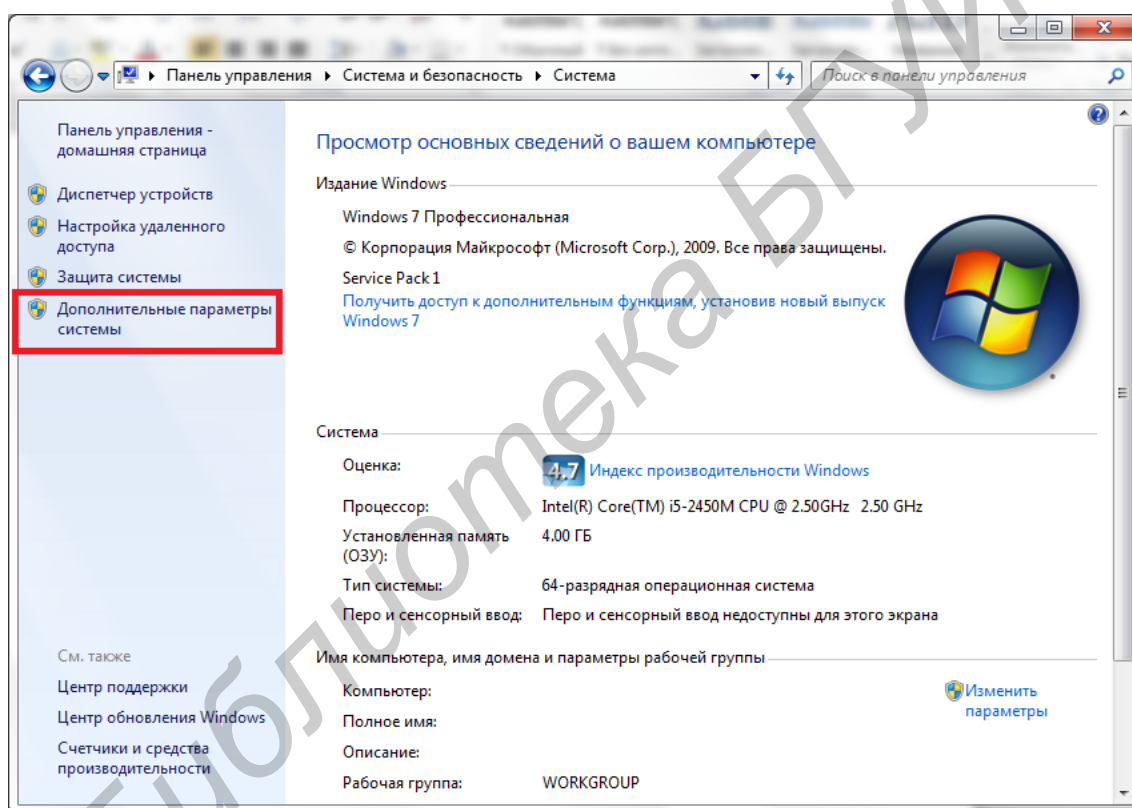 Панель управления ▸ Система и безопасность ▸ Система
Поиск в панели управления
Панель управления -
домашняя страница
Диспетчер устройств
Настройка удаленного
доступа
Защита системы
Дополнительные параметры
системы
См. также
Центр поддержки
Центр обновления Windows
Счетчики и средства
производительности
Просмотр основных сведений о вашем компьютере
Издание Windows
Windows 7 Профессиональная
© Корпорация Майкрософт (Microsoft Corp.), 2009. Все права защищены.
Service Pack 1
Получить доступ к дополнительным функциям, установив новый выпуск
Windows 7
Система
Оценка:
4,7 Индекс производительности Windows
Процессор: Intel(R) Core(TM) i5-2450M CPU @ 2.50GHz 2.50 GHz
Установленная память 4.00 ГБ
(ОЗУ):
Тип системы: 64-разрядная операционная система
Перо и сенсорный ввод: Перо и сенсорный ввод недоступны для этого экрана
Имя компьютера, имя домена и параметры рабочей группы
Компьютер:
Изменить
параметры
Полное имя:
Описание:
Рабочая группа: WORKGROUP
Библиотека БГУИ